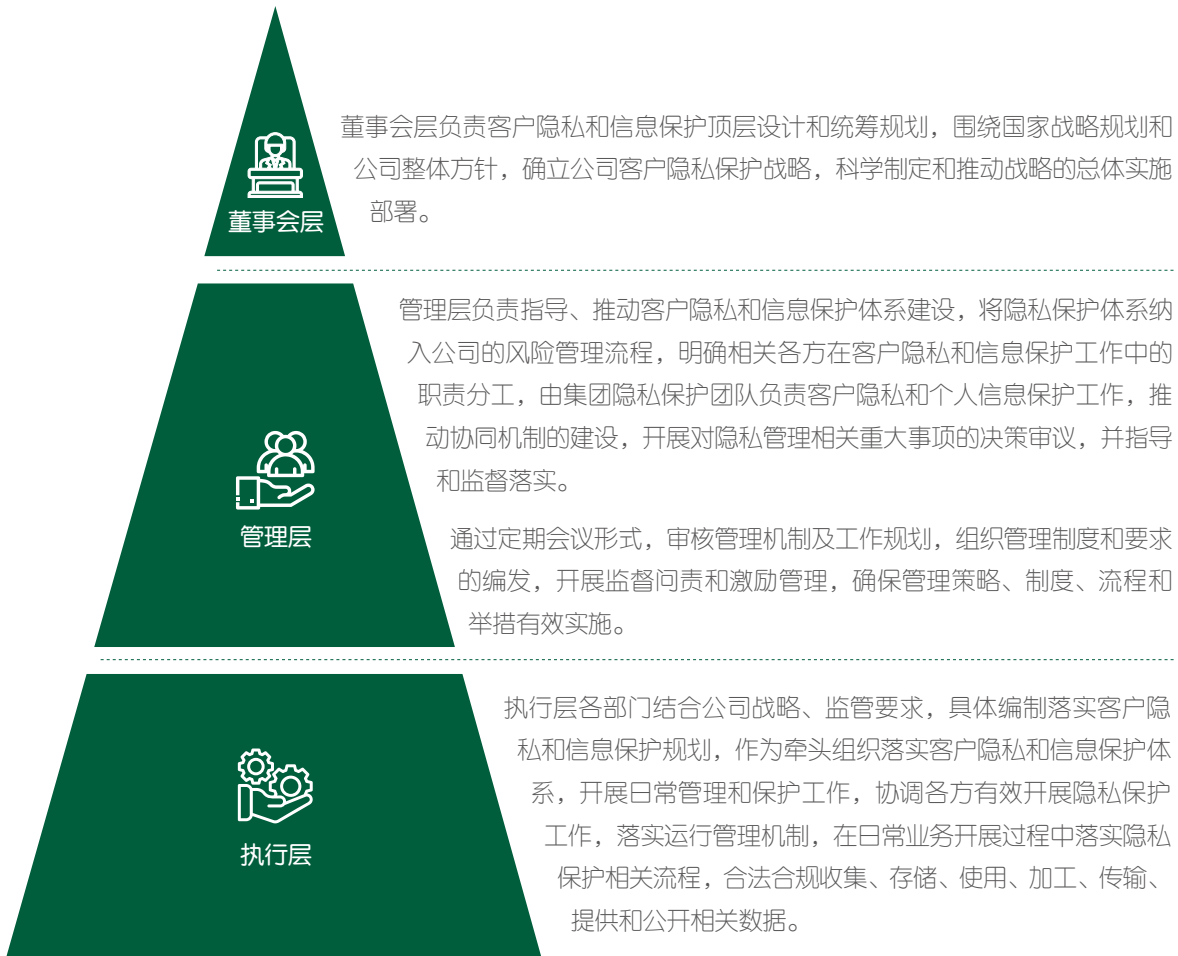 董事会层负责客户隐私和信息保护顶层设计和统筹规划，围绕国家战略规划和
公司整体方针，确立公司客户隐私保护战略，科学制定和推动战略的总体实施
部署。
董事会层
管理层负责指导、推动客户隐私和信息保护体系建设，将隐私保护体系纳
入公司的风险管理流程，明确相关各方在客户隐私和信息保护工作中的
职责分工，由集团隐私保护团队负责客户隐私和个人信息保护工作，推
动协同机制的建设，开展对隐私管理相关重大事项的决策审议，并指导
和监督落实。
管理层
通过定期会议形式，审核管理机制及工作规划，组织管理制度和要求
的编发，开展监督问责和激励管理，确保管理策略、制度、流程和
举措有效实施。
执行层各部门结合公司战略、监管要求，具体编制落实客户隐
私和信息保护规划，作为牵头组织落实客户隐私和信息保护体
系，开展日常管理和保护工作，协调各方有效开展隐私保护
工作，落实运行管理机制，在日常业务开展过程中落实隐私
执行层
保护相关流程，合法合规收集、存储、使用、加工、传输、
提供和公开相关数据。